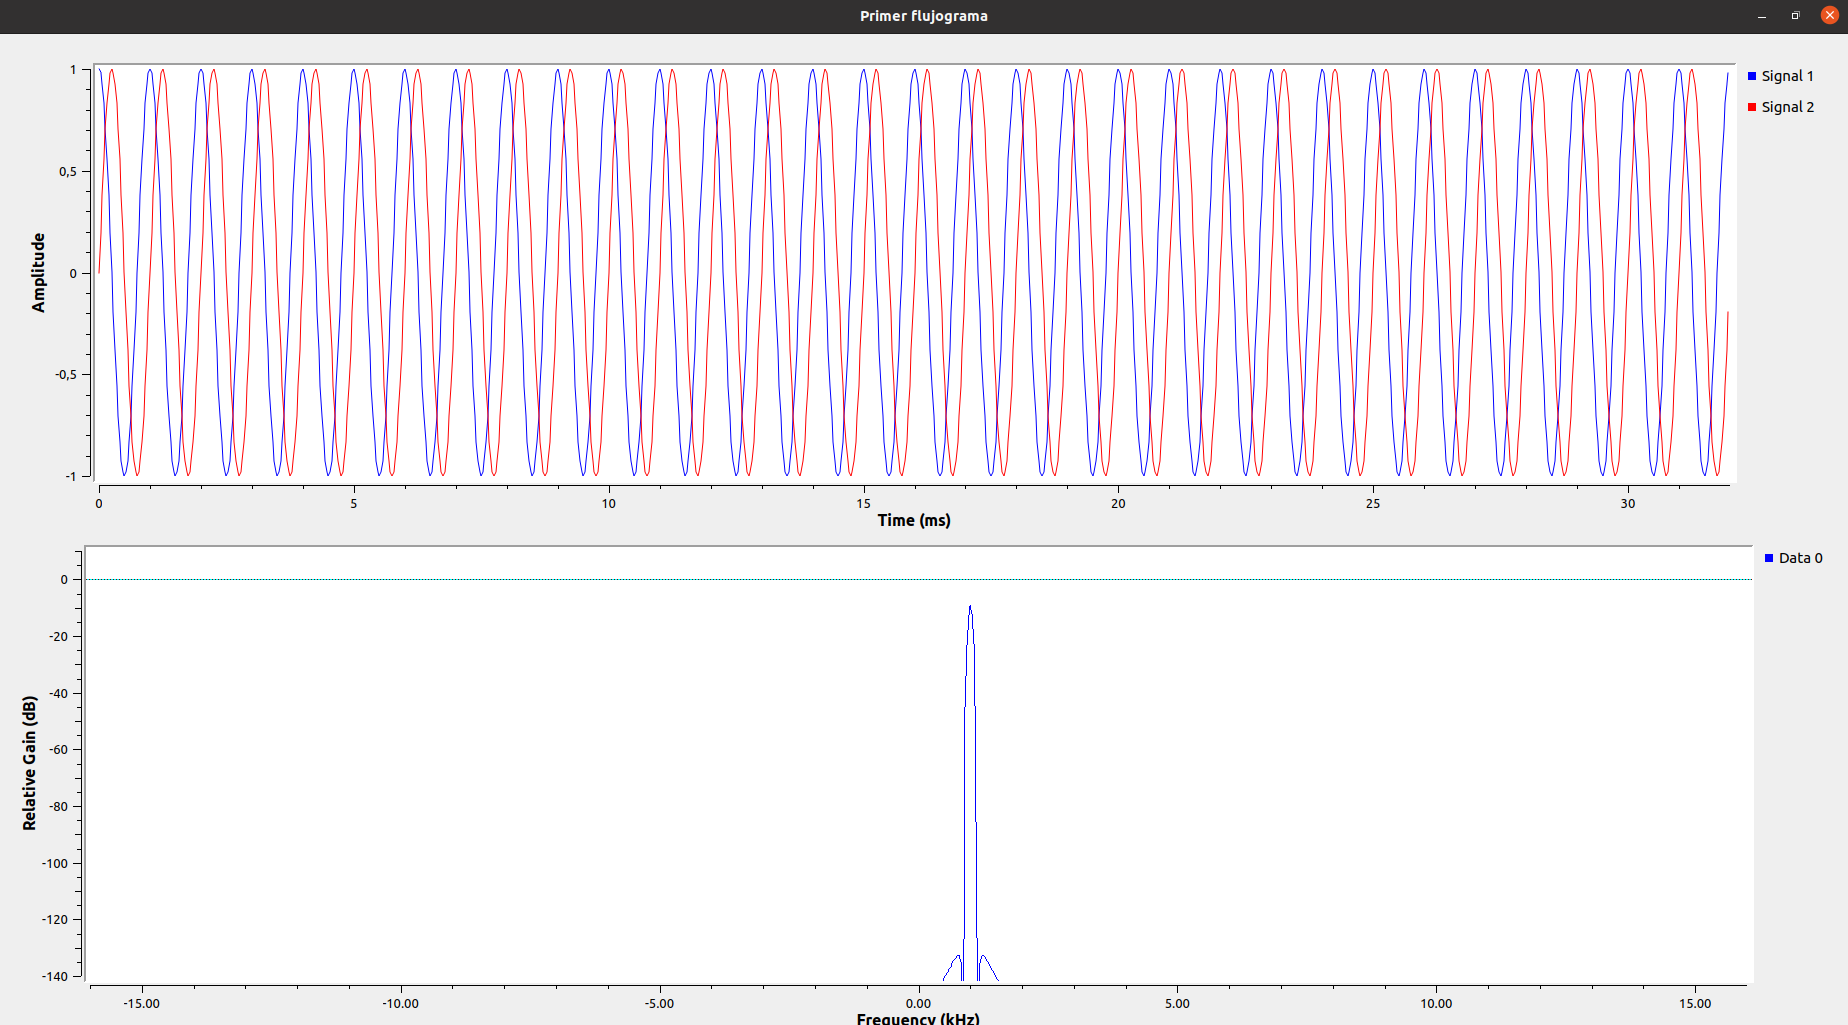 Primer flujograma
Signal 1
Signal 2
1
0,5
0
-0,5
-1
Amplitude
0 5 10 15 20 25 30
Time (ms)
Data 0
0
-20
-40
-60
-80
-100
-120
-140
Relative Gain (dB)
-15.00 -10.00 -5.00 0.00 5.00 10.00 15.00
Frequency (kHz)